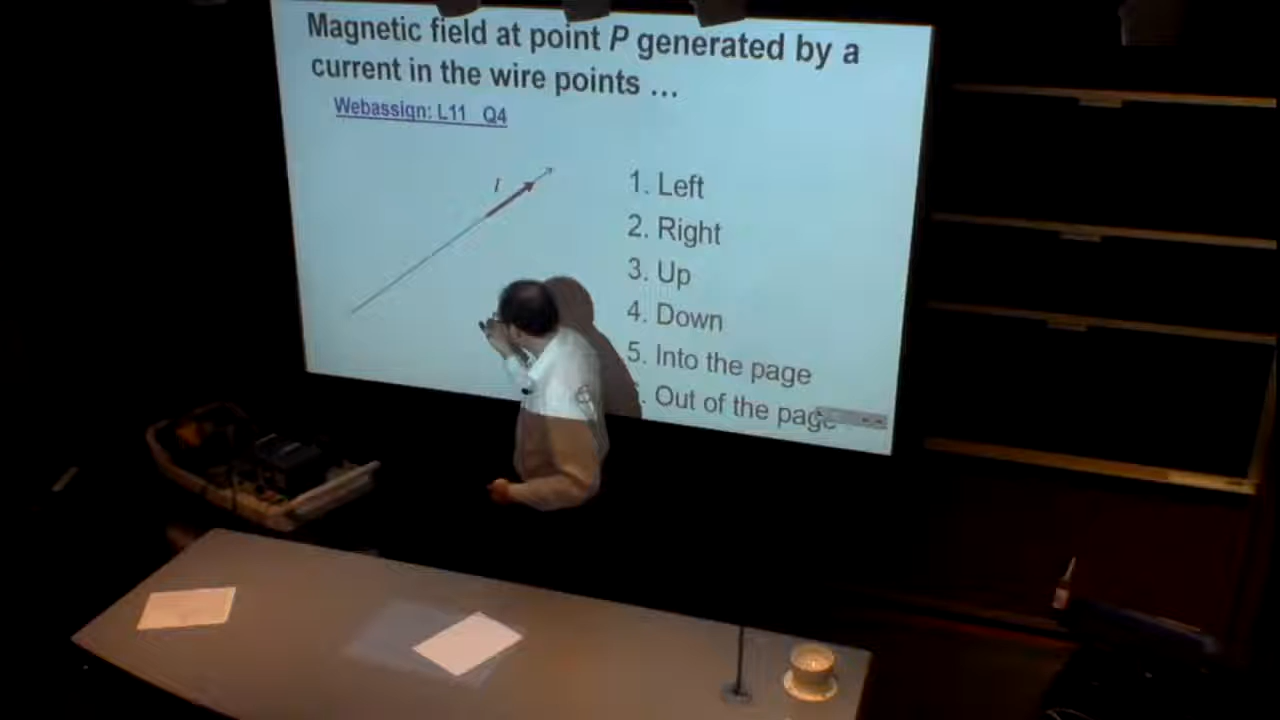 Magnetic field at point P generated by a
current in the wire points ...
Webassign: L11 Q4
I
1. Left
2. Right
3. Up
4. Down
5. Into the page
. Out of the page